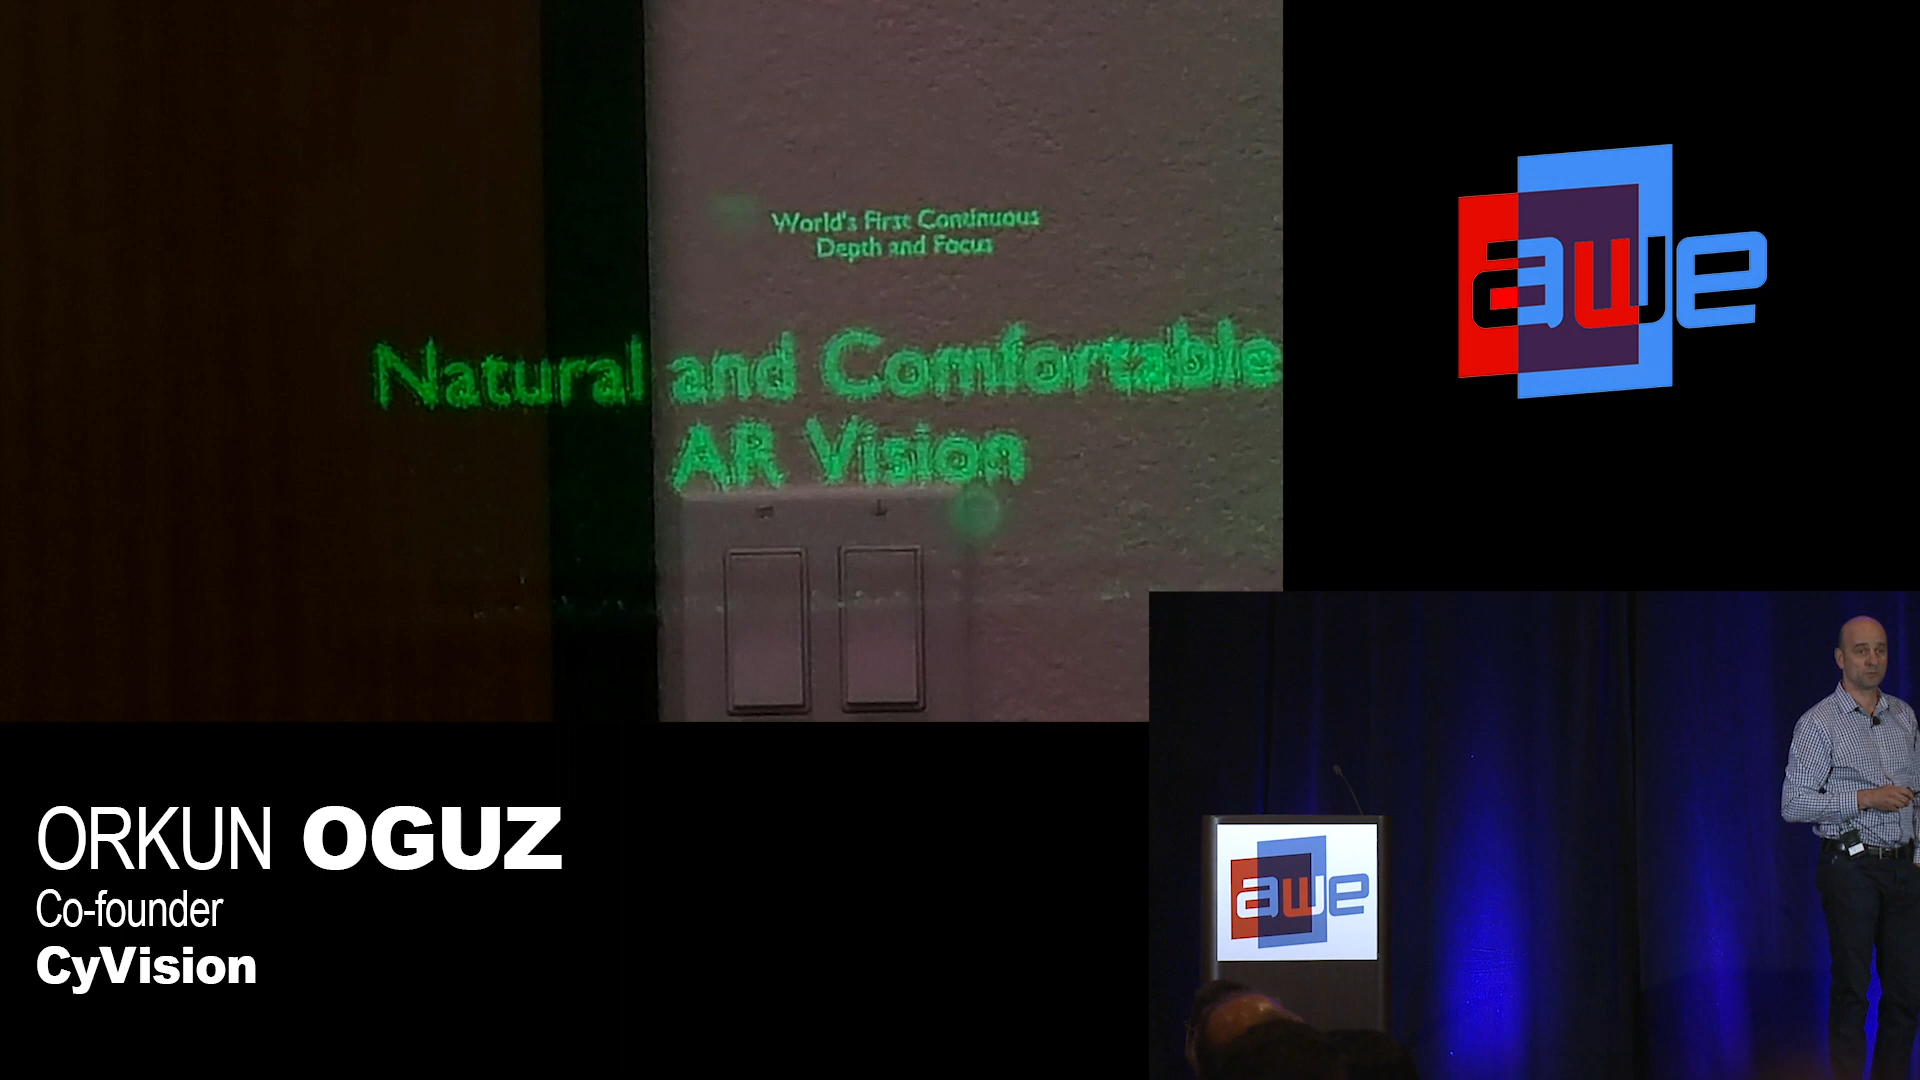 World's First Continuous
Depth and Focus
Natural and Comfortable
AR Vision
awe
ORKUN OGUZ
Co-founder
CyVision
awe